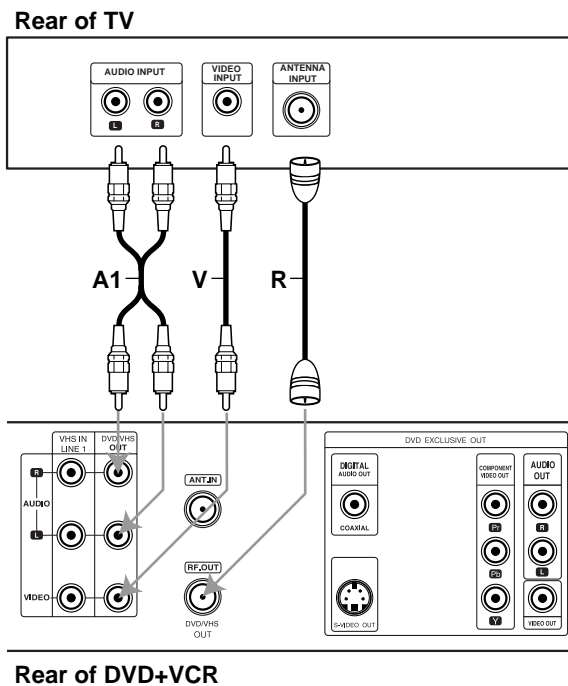 Rear of TV
AUDIO INPUT
L
R
VIDEO
INPUT
ANTENNA
INPUT
A1
V
R
VHS IN
LINE 1
DVD/VHS
OUT
R
AUDIO
L
VIDEO
ANT.IN
RF.OUT
DVD/VHS
OUT
DVD EXCLUSIVE OUT
DIGITAL
AUDIO OUT
COAXIAL
S-VIDEO OUT
COMPONENT
VIDEO OUT
Pr
Pb
Y
AUDIO
OUT
R
L
VIDEO OUT
Rear of DVD+VCR